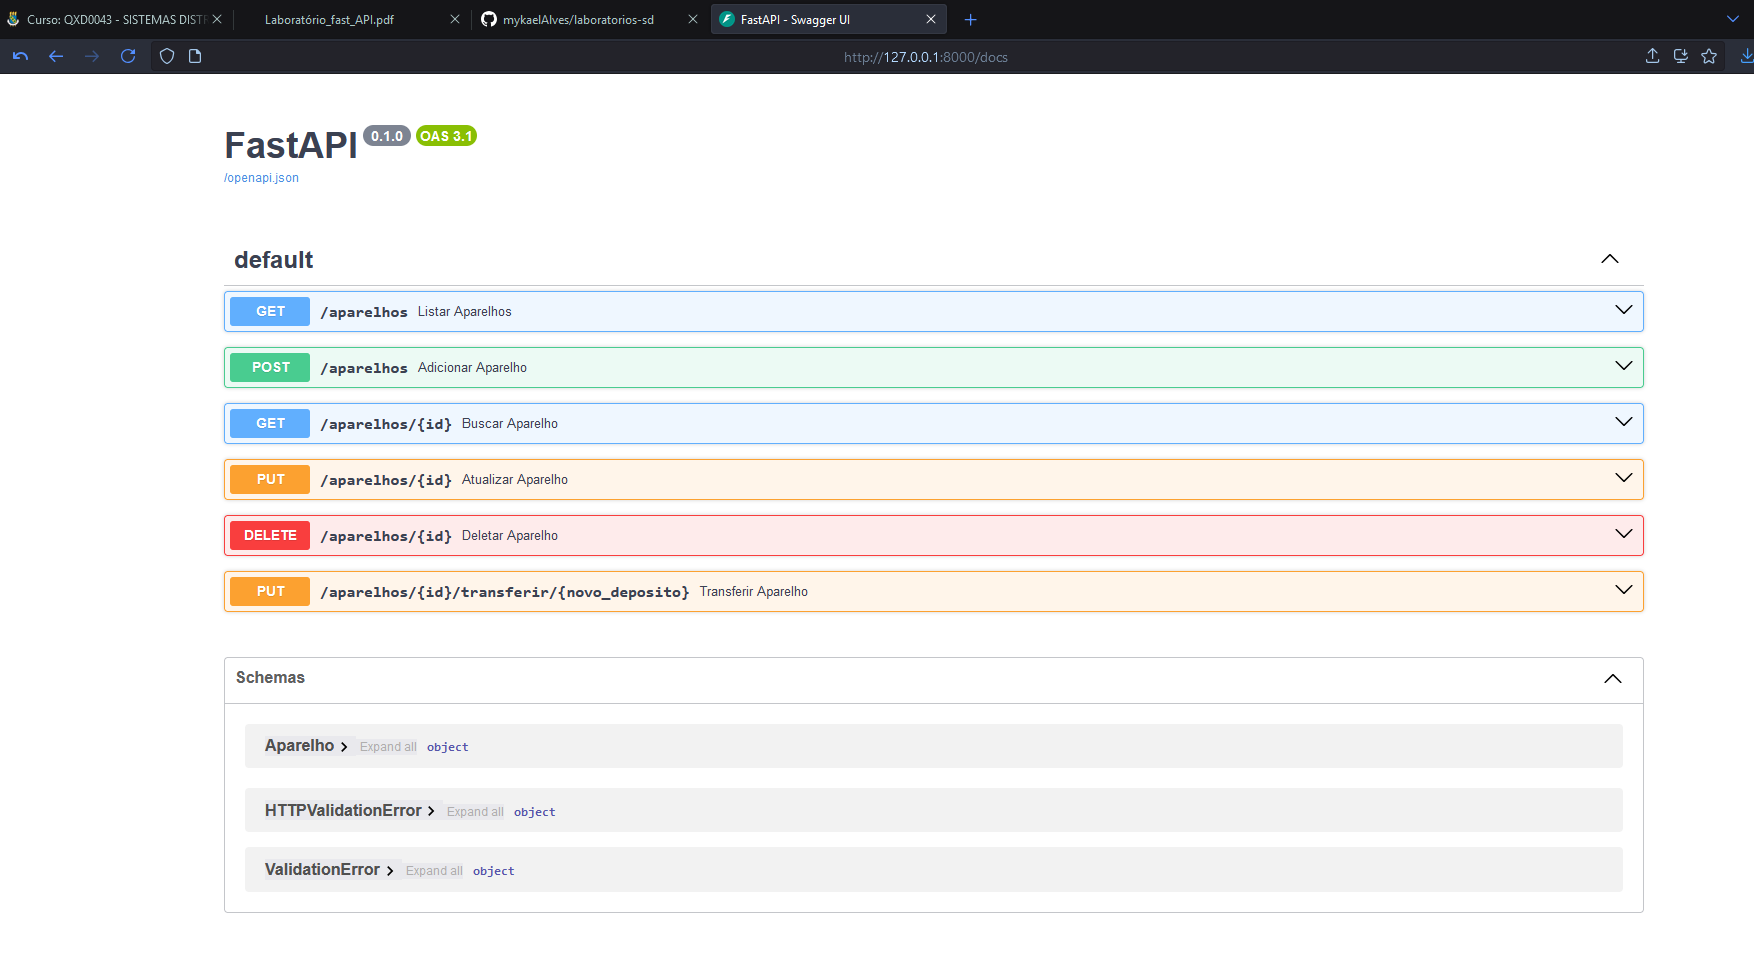 Curso: QXD0043 - SISTEMAS DISTR
Laboratório_fast_API.pdf
mykaelAlves/laboratorios-sd
FastAPI - Swagger UI
http://127.0.0.1:8000/docs
FastAPI 0.1.0 OAS 3.1
/openapi.json
default
GET /aparelhos Listar Aparelhos
POST /aparelhos Adicionar Aparelho
GET /aparelhos/{id} Buscar Aparelho
PUT /aparelhos/{id} Atualizar Aparelho
DELETE /aparelhos/{id} Deletar Aparelho
PUT /aparelhos/{id}/transferir/{novo_deposito} Transferir Aparelho
Schemas
Aparelho Expand all object
HTTPValidationError Expand all object
ValidationError Expand all object